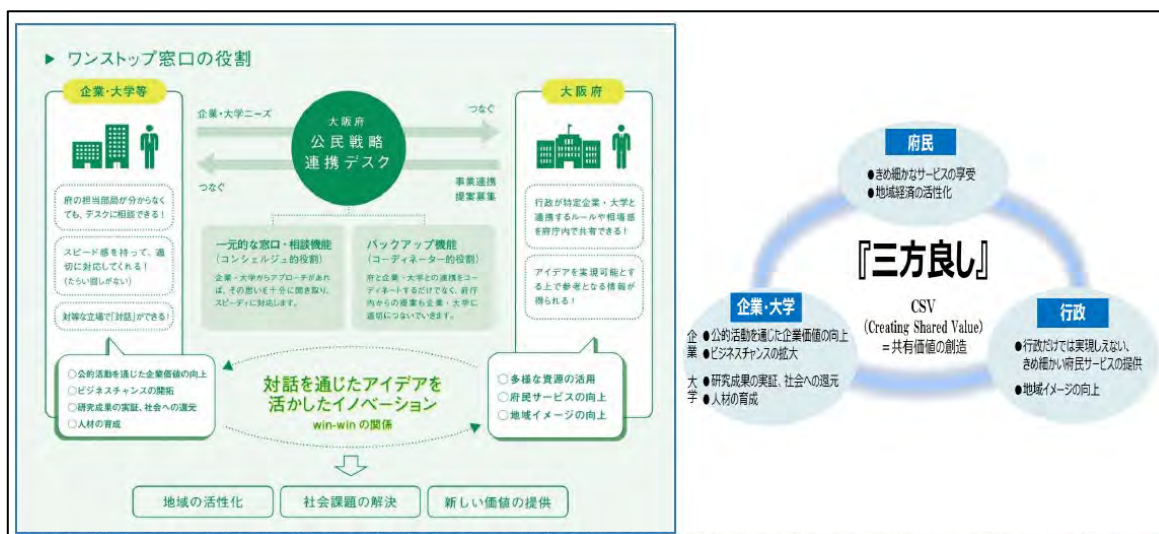 ▶ ワンストップ窓口の役割
企業・大学等
府の担当部局が分からなく
ても、デスクに相談できる！
スピード感を持って、適
切に対応してくれる！
(たらい回しがない)
対等な立場で「対話」ができる！
○公的活動を通じた企業価値の向上
○ビジネスチャンスの開拓
○研究成果の実証、社会への還元
○人材の育成
企業・大学ニーズ
つなぐ
大阪府
公民戦略
連携デスク
つなぐ
事業連携
提案募集
一元的な窓口・相談機能
(コンシェルジュ的役割)
企業・大学からアプローチがあれ
ば、その思いを十分に聞き取り、
スピーディに対応します。
バックアップ機能
(コーディネーター的役割)
府と企業・大学との連携をコー
ディネートするだけでなく、府庁
内からの提案も企業・大学に
適切につないでいきます。
大阪府
行政が特定企業・大学と
連携するルールや相場感
を府庁内で共有できる！
アイデアを実現可能とす
る上で参考となる情報が
得られる！
○多様な資源の活用
○府民サービスの向上
○地域イメージの向上
対話を通じたアイデアを
活かしたイノベーション
win-win の関係
地域の活性化
社会課題の解決
新しい価値の提供
府民
●きめ細かなサービスの享受
●地域経済の活性化
『三方良し』
CSV
(Creating Shared Value)
＝共有価値の創造
企業・大学
企業
●公的活動を通じた企業価値の向上
●ビジネスチャンスの拡大
大学
●研究成果の実証、社会への還元
●人材の育成
行政
●行政だけでは実現しえない、
きめ細かい府民サービスの提供
●地域イメージの向上